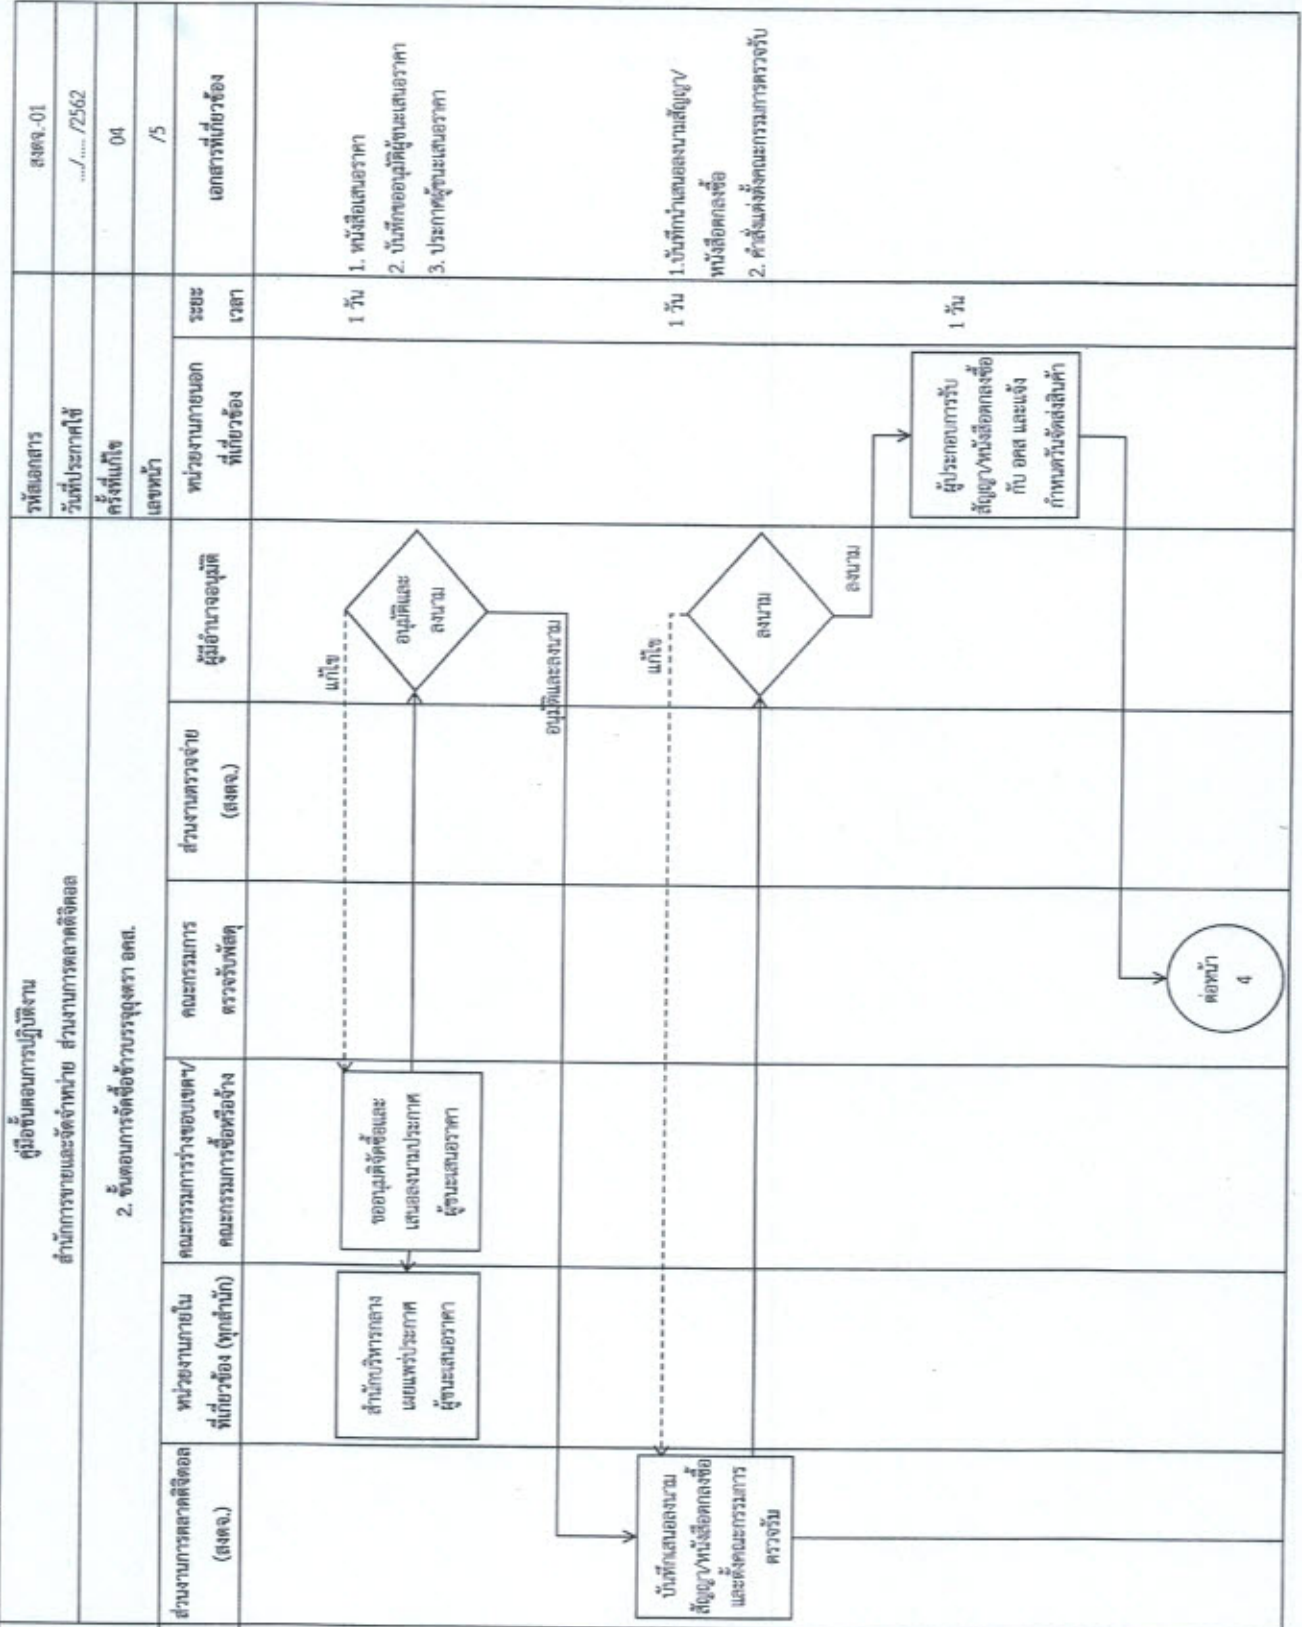 คู่มือขั้นตอนการปฏิบัติงาน
สำนักการขายและจัดจำหน่าย ส่วนงานการตลาดดิจิตอล
2. ขั้นตอนการจัดซื้อข้าวบรรจุถุงตรา อคส.
รหัสเอกสาร
สงตจ.-01
วันที่ประกาศใช้
..../..... /2562
ครั้งที่แก้ไข
04
เลขหน้า
/5
ส่วนงานการตลาดดิจิตอล
(สงตจ.)
หน่วยงานภายใน
ที่เกี่ยวข้อง (ทุกสำนัก)
คณะกรรมการร่างขอบเขตฯ/
คณะกรรมการซื้อหรือจ้าง
คณะกรรมการ
ตรวจรับพัสดุ
ส่วนงานตรวจจ่าย
(สงตจ.)
ผู้มีอำนาจอนุมัติ
หน่วยงานภายนอก
ที่เกี่ยวข้อง
ระยะ
เวลา
เอกสารที่เกี่ยวข้อง
สำนักบริหารกลาง
เผยแพร่ประกาศ
ผู้ชนะเสนอราคา
ขออนุมัติจัดซื้อและ
เสนอลงนามประกาศ
ผู้ชนะเสนอราคา
แก้ไข
อนุมัติและ
ลงนาม
1 วัน
1. หนังสือเสนอราคา
2. บันทึกขออนุมัติผู้ชนะเสนอราคา
3. ประกาศผู้ชนะเสนอราคา
อนุมัติและลงนาม
บันทึกเสนอลงนาม
สัญญา/หนังสือตกลงซื้อ
และตั้งคณะกรรมการ
ตรวจรับ
แก้ไข
ลงนาม
ลงนาม
1 วัน
1.บันทึกนำเสนอลงนามสัญญา/
หนังสือตกลงซื้อ
2. คำสั่งแต่งตั้งคณะกรรมการตรวจรับ
ผู้ประกอบการรับ
สัญญา/หนังสือตกลงซื้อ
กับ อคส และแจ้ง
กำหนดวันจัดส่งสินค้า
1 วัน
ต่อหน้า
4